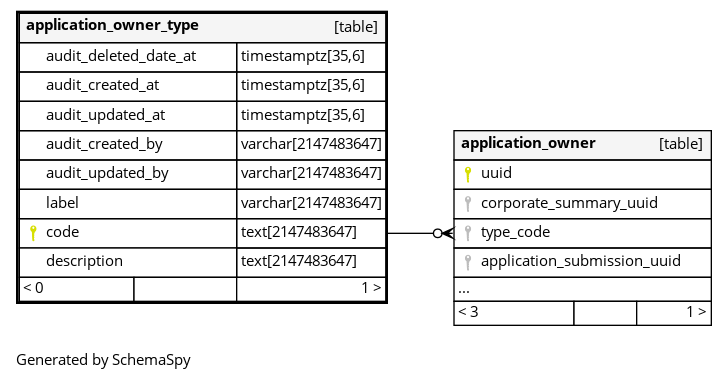 application_owner_type [table]
audit_deleted_date_at timestamptz[35,6]
audit_created_at timestamptz[35,6]
audit_updated_at timestamptz[35,6]
audit_created_by varchar[2147483647]
audit_updated_by varchar[2147483647]
label varchar[2147483647]
code text[2147483647]
description text[2147483647]
< 0 1 >
application_owner [table]
uuid
corporate_summary_uuid
type_code
application_submission_uuid
...
< 3 1 >
Generated by SchemaSpy